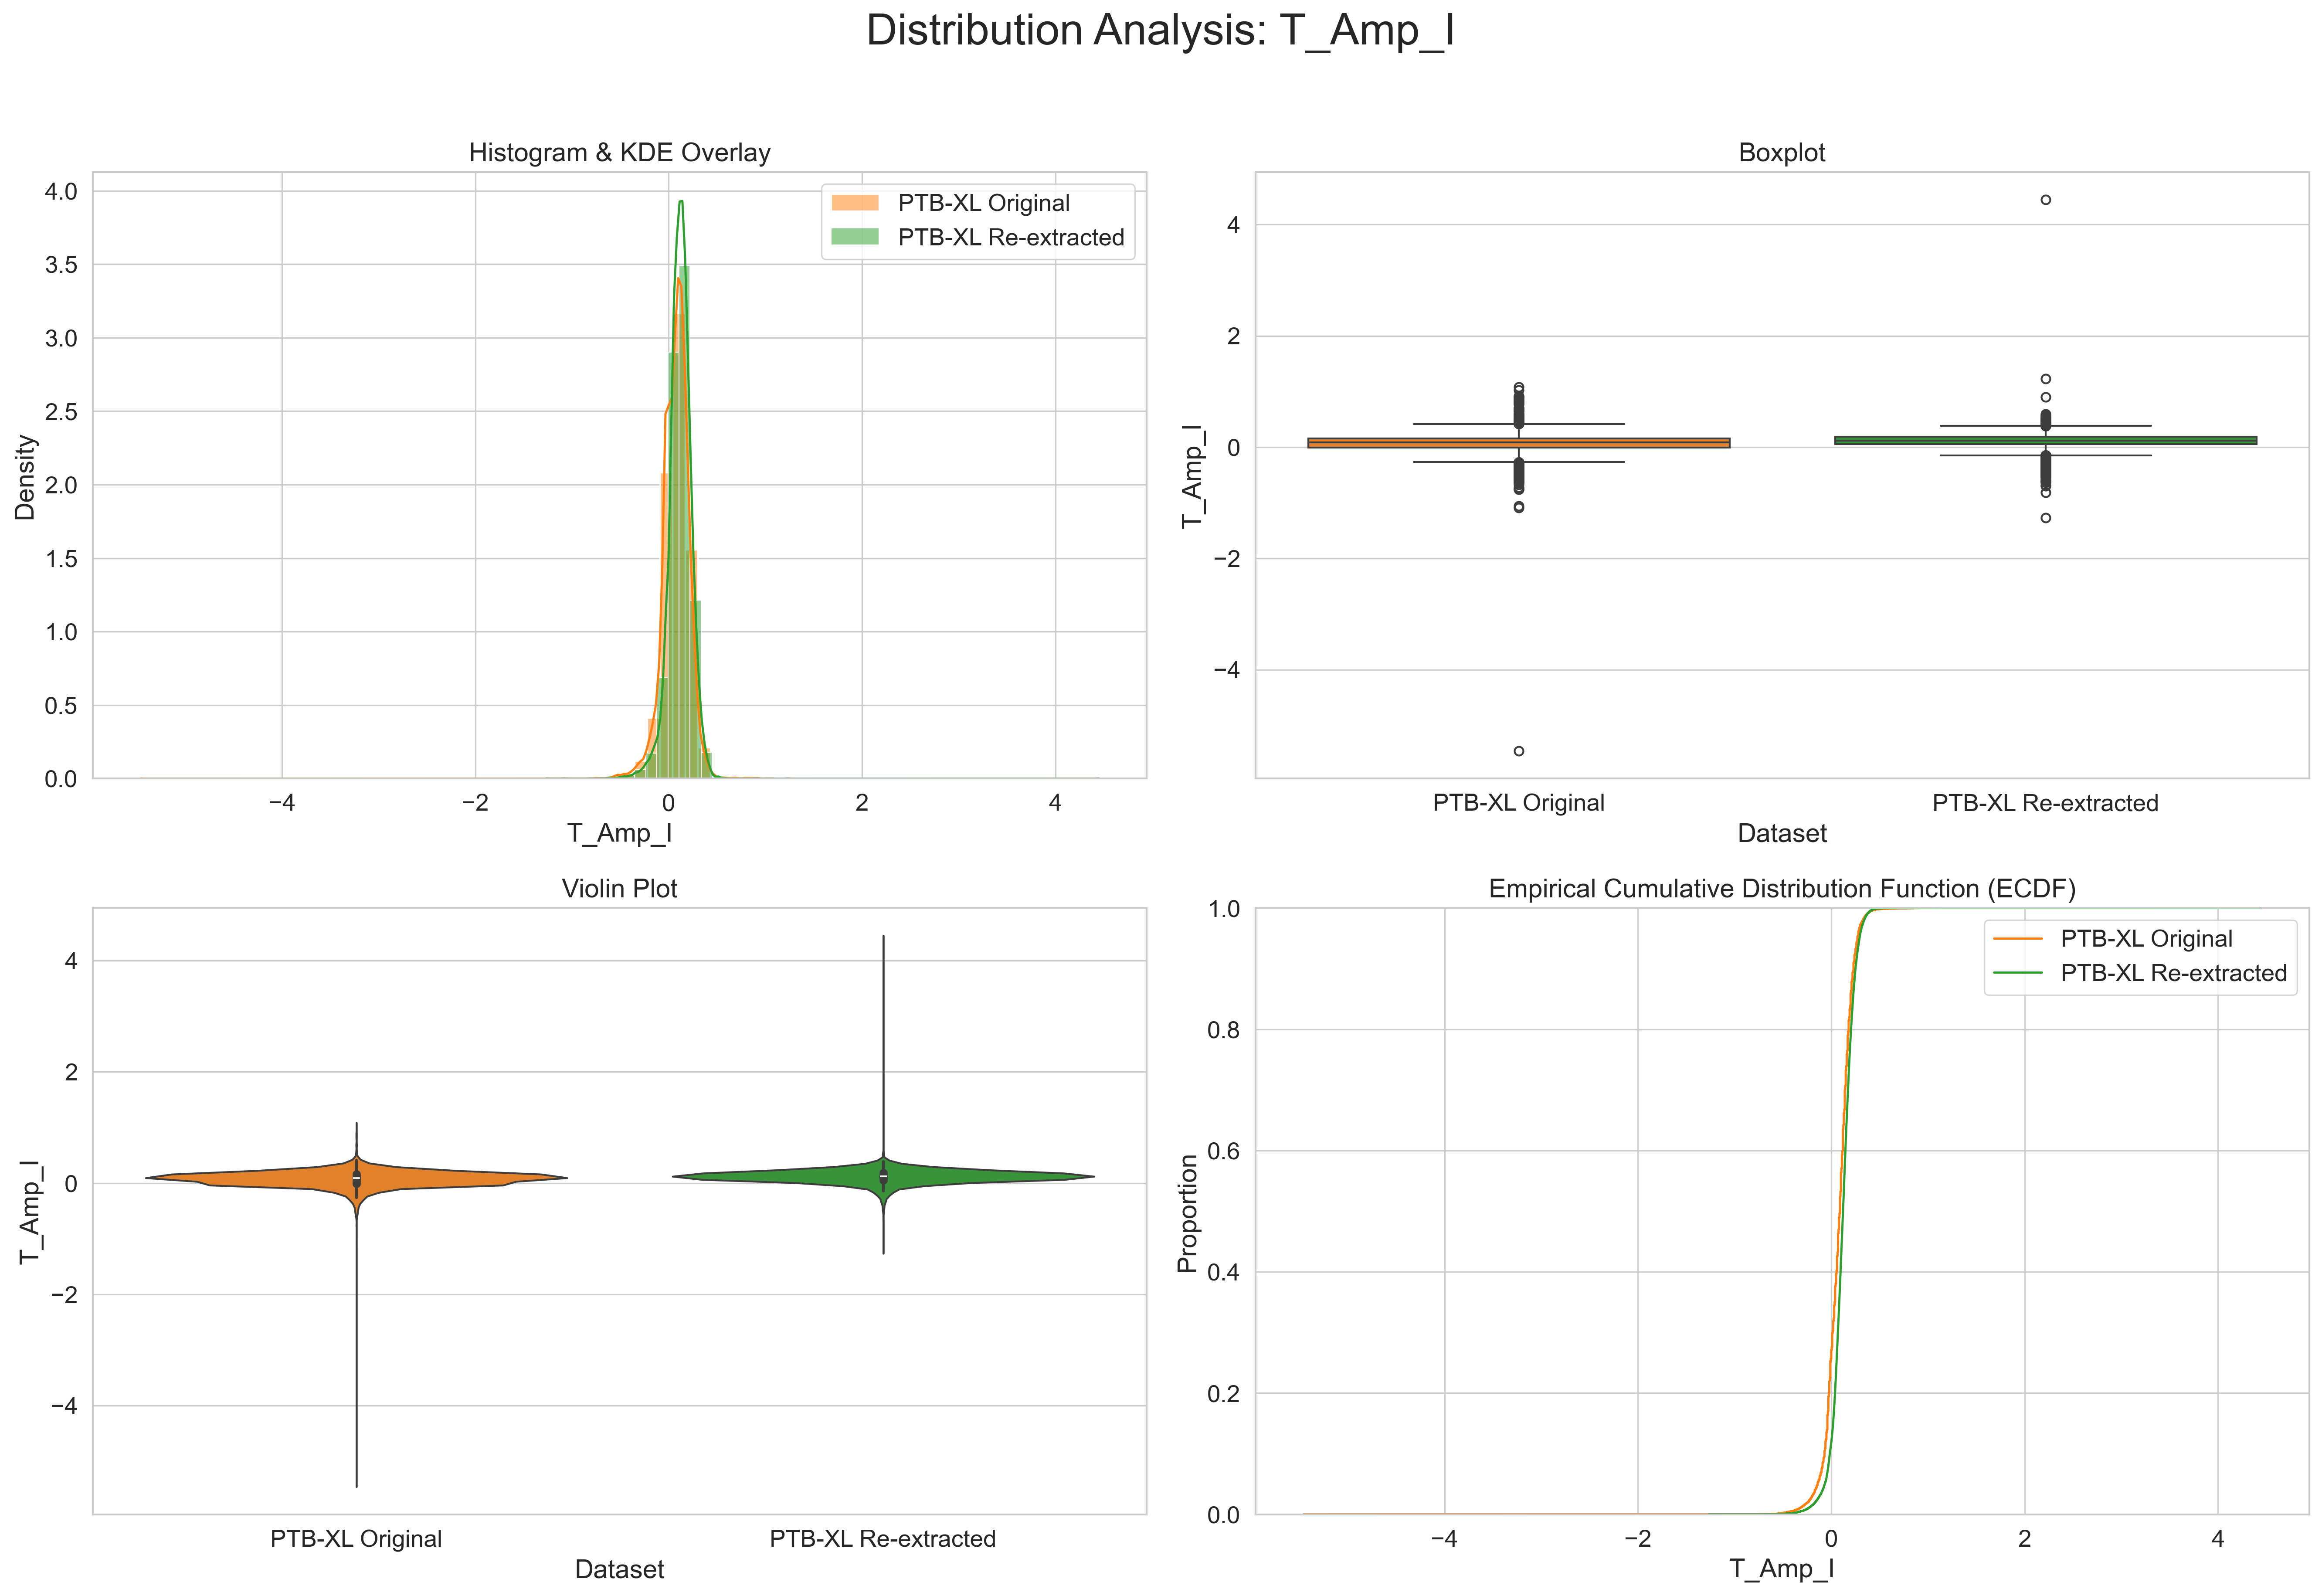 Distribution Analysis: T_Amp_I
Histogram & KDE Overlay
4.0
3.5
3.0
2.5
2.0
1.5
1.0
0.5
0.0
Density
PTB-XL Original
PTB-XL Re-extracted
−4
−2
0
2
4
T_Amp_I
Boxplot
4
2
0
−2
−4
T_Amp_I
PTB-XL Original
PTB-XL Re-extracted
Dataset
Violin Plot
4
2
0
−2
−4
T_Amp_I
PTB-XL Original
PTB-XL Re-extracted
Dataset
Empirical Cumulative Distribution Function (ECDF)
1.0
0.8
0.6
0.4
0.2
0.0
Proportion
PTB-XL Original
PTB-XL Re-extracted
−4
−2
0
2
4
T_Amp_I